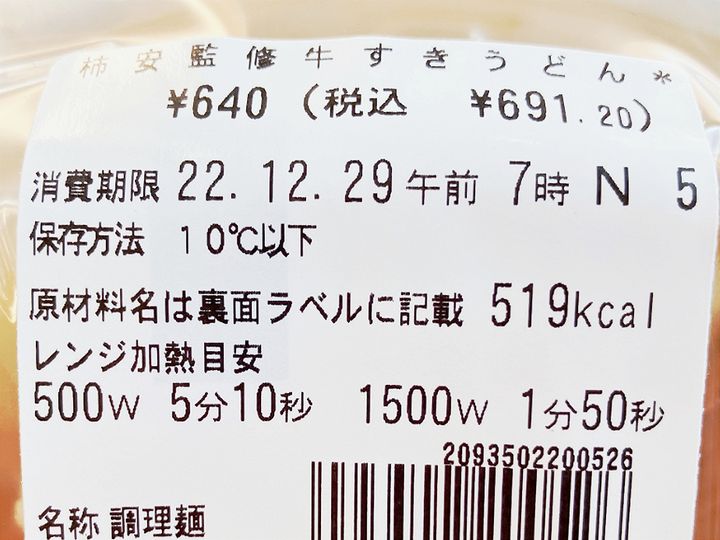 柿安監修牛すきうどん*
¥640 (税込 ¥691.20)
消費期限 22.12.29午前 7時 N 5
保存方法 10℃以下
原材料名は裏面ラベルに記載 519kcal
レンジ加熱目安
500W 5分10秒 1500W 1分50秒
2093502200526
名称 調理麺